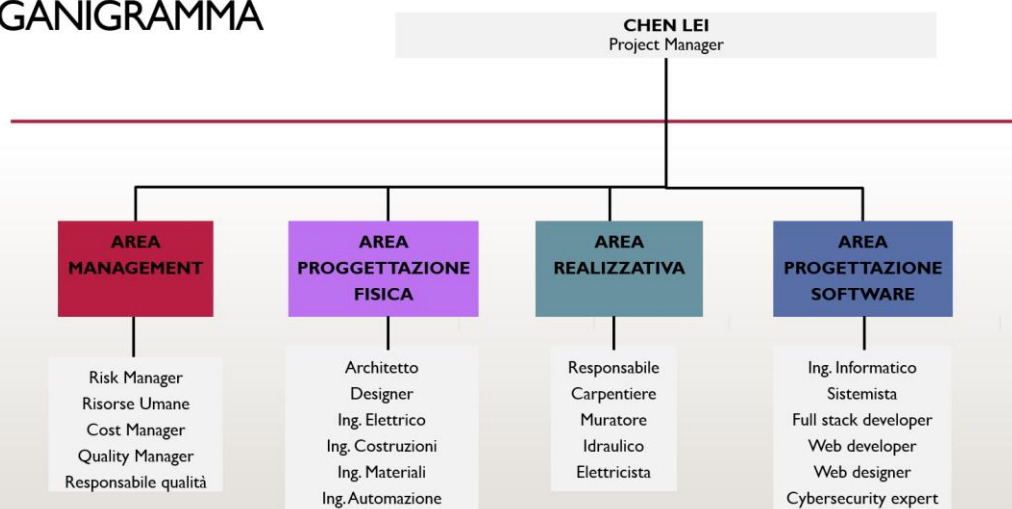 GANIGRAMMA
CHEN LEI
Project Manager
AREA
MANAGEMENT
Risk Manager
Risorse Umane
Cost Manager
Quality Manager
Responsabile qualità
AREA
PROGGETTAZIONE
FISICA
Architetto
Designer
Ing. Elettrico
Ing. Costruzioni
Ing. Materiali
Ing. Automazione
AREA
REALIZZATIVA
Responsabile
Carpentiere
Muratore
Idraulico
Elettricista
AREA
PROGETTAZIONE
SOFTWARE
Ing. Informatico
Sistemista
Full stack developer
Web developer
Web designer
Cybersecurity expert